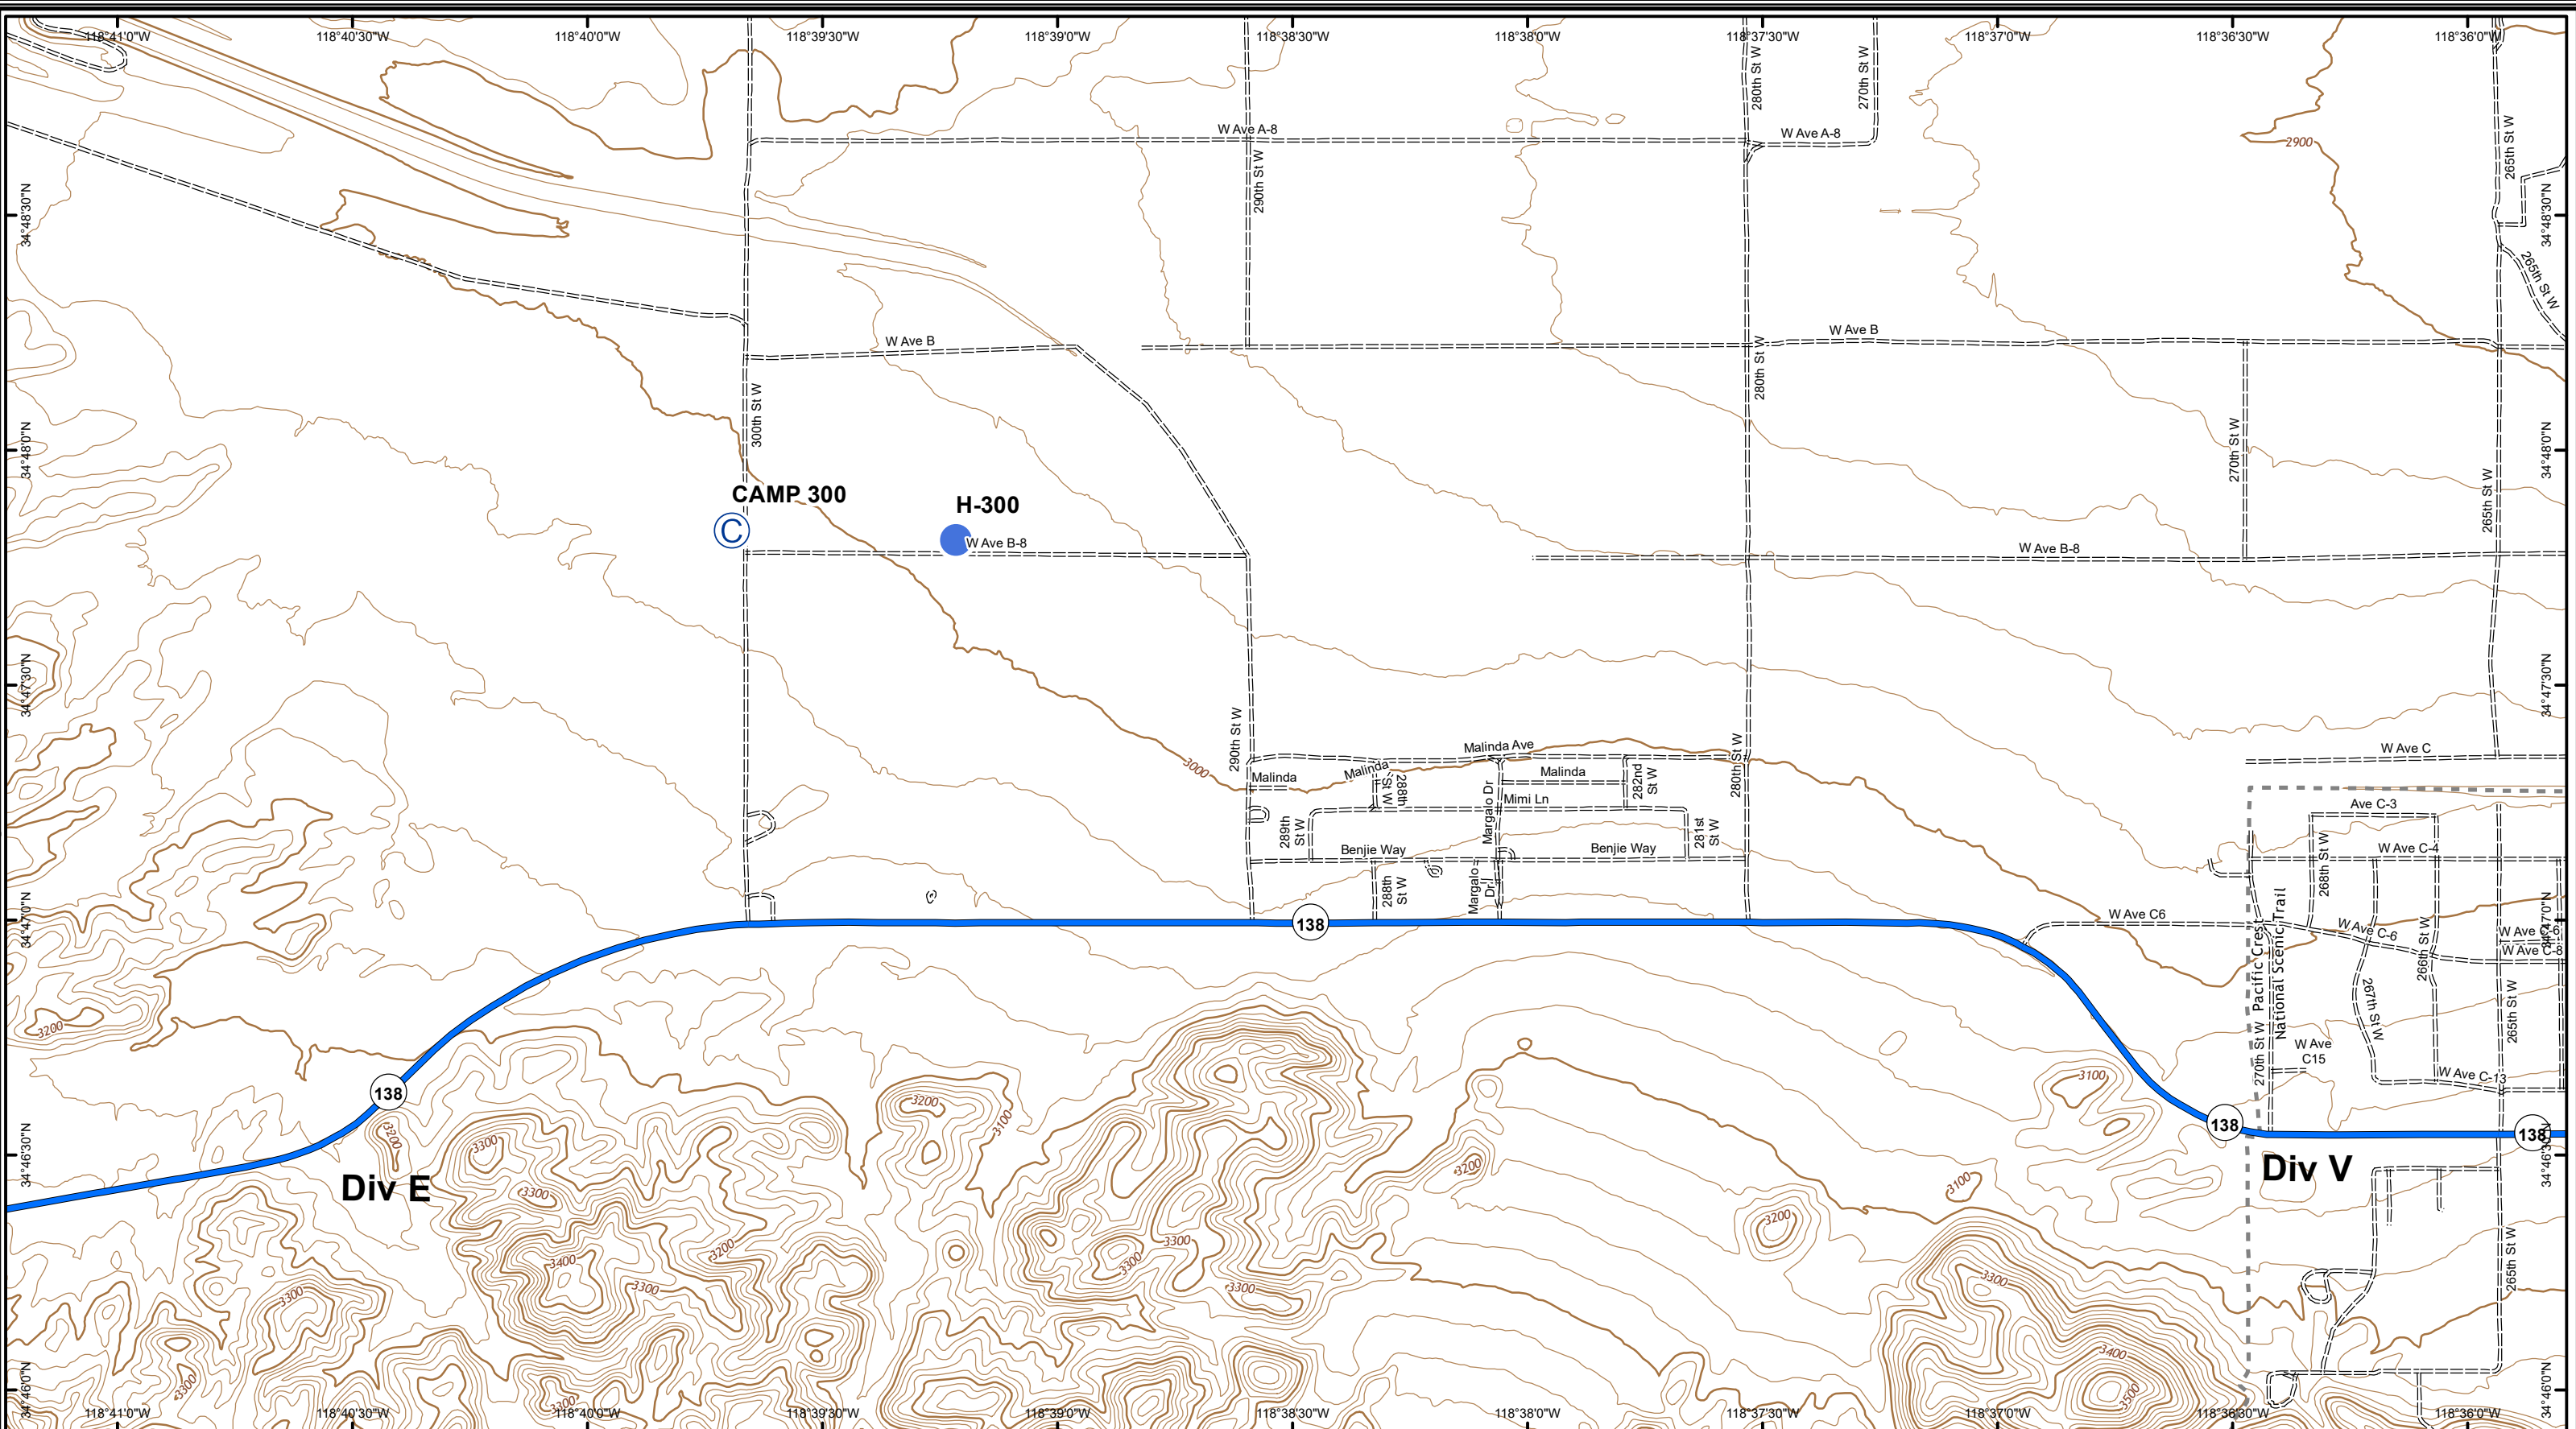 118°41'0"W
118°40'30"W
118°40'0"W
118°39'30"W
118°39'0"W
118°38'30"W
118°38'0"W
118°37'30"W
118°37'0"W
118°36'30"W
118°36'0"W
280th St W
270th St W
W Ave A-8
W Ave A-8
2900
265th St W
290th St W
34°48'30"N
34°48'30"N
265th St W
W Ave B
W Ave B
280th St W
300th St W
34°48'0"N
270th St W
34°48'0"N
265th St W
CAMP 300
H-300
C
W Ave B-8
W Ave B-8
34°47'30"N
34°47'30"N
290th St W
3000
Malinda Ave
280th St W
W Ave C
Malinda
Malinda
Malinda
288th
St W
282nd
St W
Margalo Dr
Mimi Ln
Ave C-3
289th
St W
281st
St W
Benjie Way
Benjie Way
268th St W
W Ave C-4
288th
St W
Margalo
Dr
34°47'0"N
138
W Ave C6
W Ave C-6
W Ave C-6
W Ave C-8
34°47'0"N
Pacific Crest
National Scenic Trail
270th St W
266th St W
267th St W
265th St W
3200
W Ave
C15
W Ave C-13
138
3200
3100
3100
138
138
34°46'30"N
34°46'30"N
3200
3300
3200
Div E
Div V
3300
3100
3200
3200
3300
3300
3400
3300
3300
3300
3300
265th St W
3400
3300
3300
3500
34°46'0"N
34°46'0"N
118°41'0"W
118°40'30"W
118°40'0"W
118°39'30"W
118°39'0"W
118°38'30"W
118°38'0"W
118°37'30"W
118°37'0"W
118°36'30"W
118°36'0"W